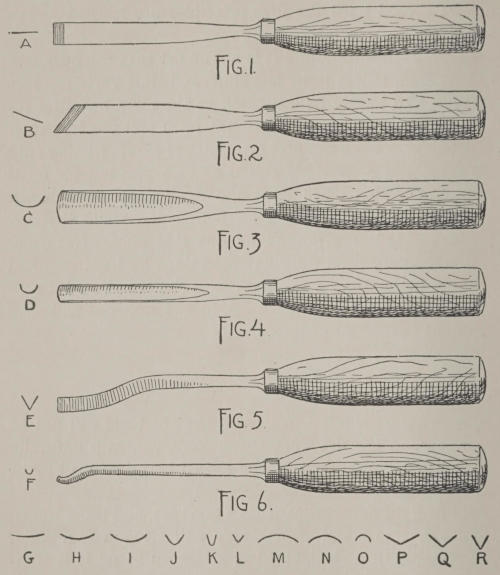 A
FIG.1.
B
FIG.2
C
FIG.3
D
FIG.4.
E
FIG 5.
F
FIG 6.
G H I J K L M N O P Q R